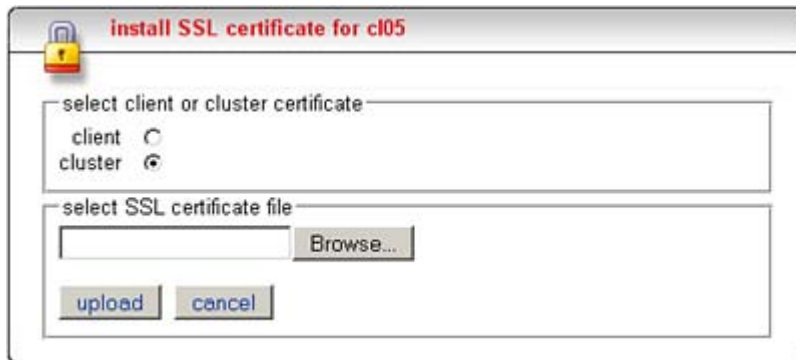 install SSL certificate for cl05
select client or cluster certificate
client
cluster
select SSL certificate file
Browse...
upload cancel